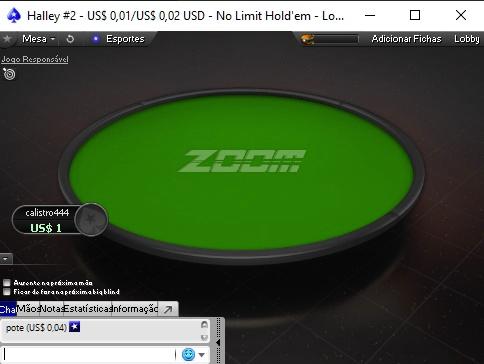 Halley #2 - US$ 0,01/US$ 0,02 USD - No Limit Hold'em - Lo...
Mesa Esportes Adicionar Fichas Lobby
Jogo Responsável
ZOOM
calistro444
US$ 1
Aumente na próxima mão
Ficar de fora no próximo big blind
Chat Mãos Notas Estatísticas Informação
pote (US$ 0,04)